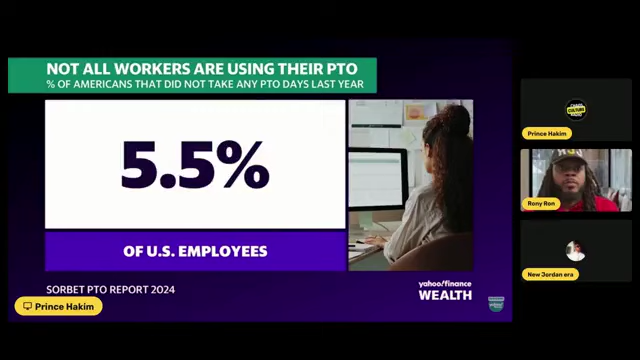 NOT ALL WORKERS ARE USING THEIR PTO
% OF AMERICANS THAT DID NOT TAKE ANY PTO DAYS LAST YEAR
5.5%
OF U.S. EMPLOYEES
SORBET PTO REPORT 2024
yahoo/finance
WEALTH
Prince Hakim
CULTURE
Prince Hakim
Rony Ron
New Jordan era